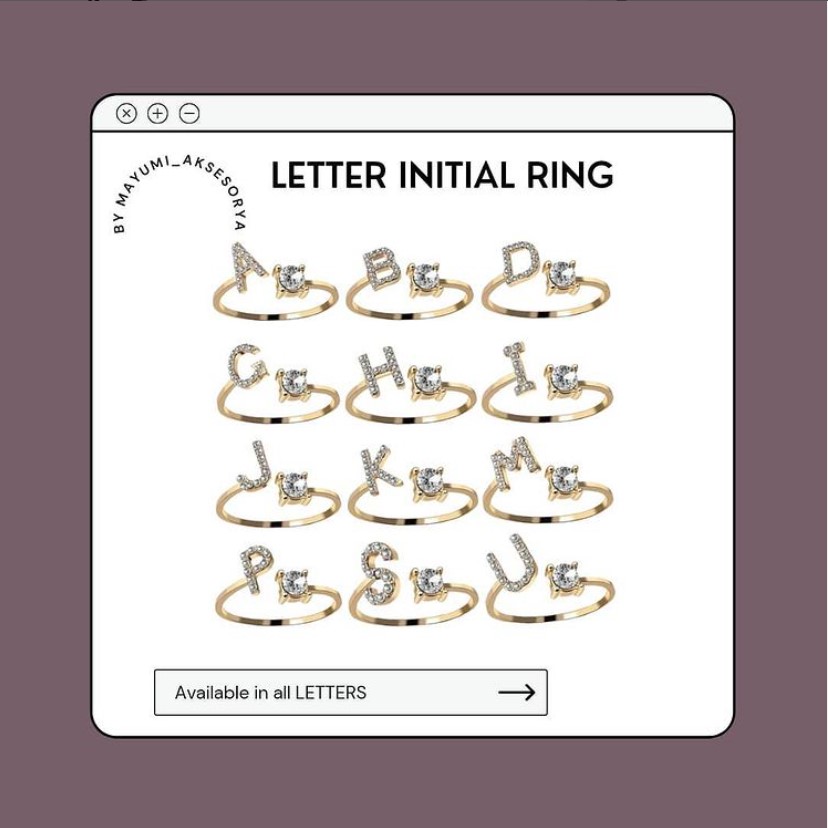 BY MAYUMI_AKSESORYA
LETTER INITIAL RING
A B D
G H I
J K M
P S U
Available in all LETTERS